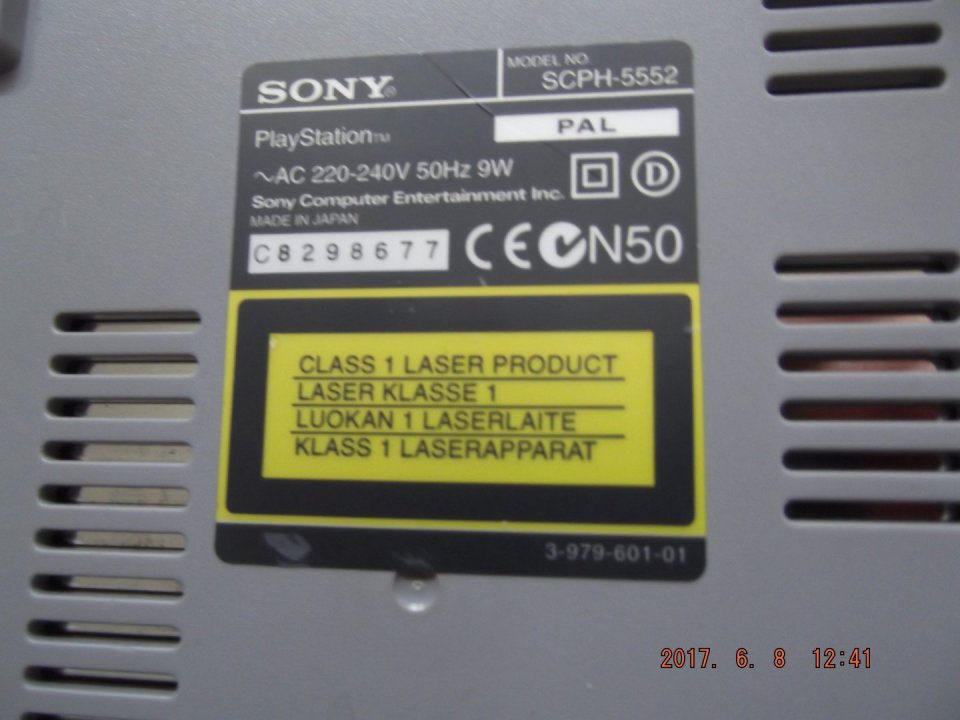 SONY®
MODEL NO.
SCPH-5552
PlayStation™
PAL
~AC 220-240V 50Hz 9W
D
Sony Computer Entertainment Inc.
MADE IN JAPAN
C8298677
CE N50
CLASS 1 LASER PRODUCT
LASER KLASSE 1
LUOKAN 1 LASERLAITE
KLASS 1 LASERAPPARAT
3-979-601-01
2017. 6. 8 12:41